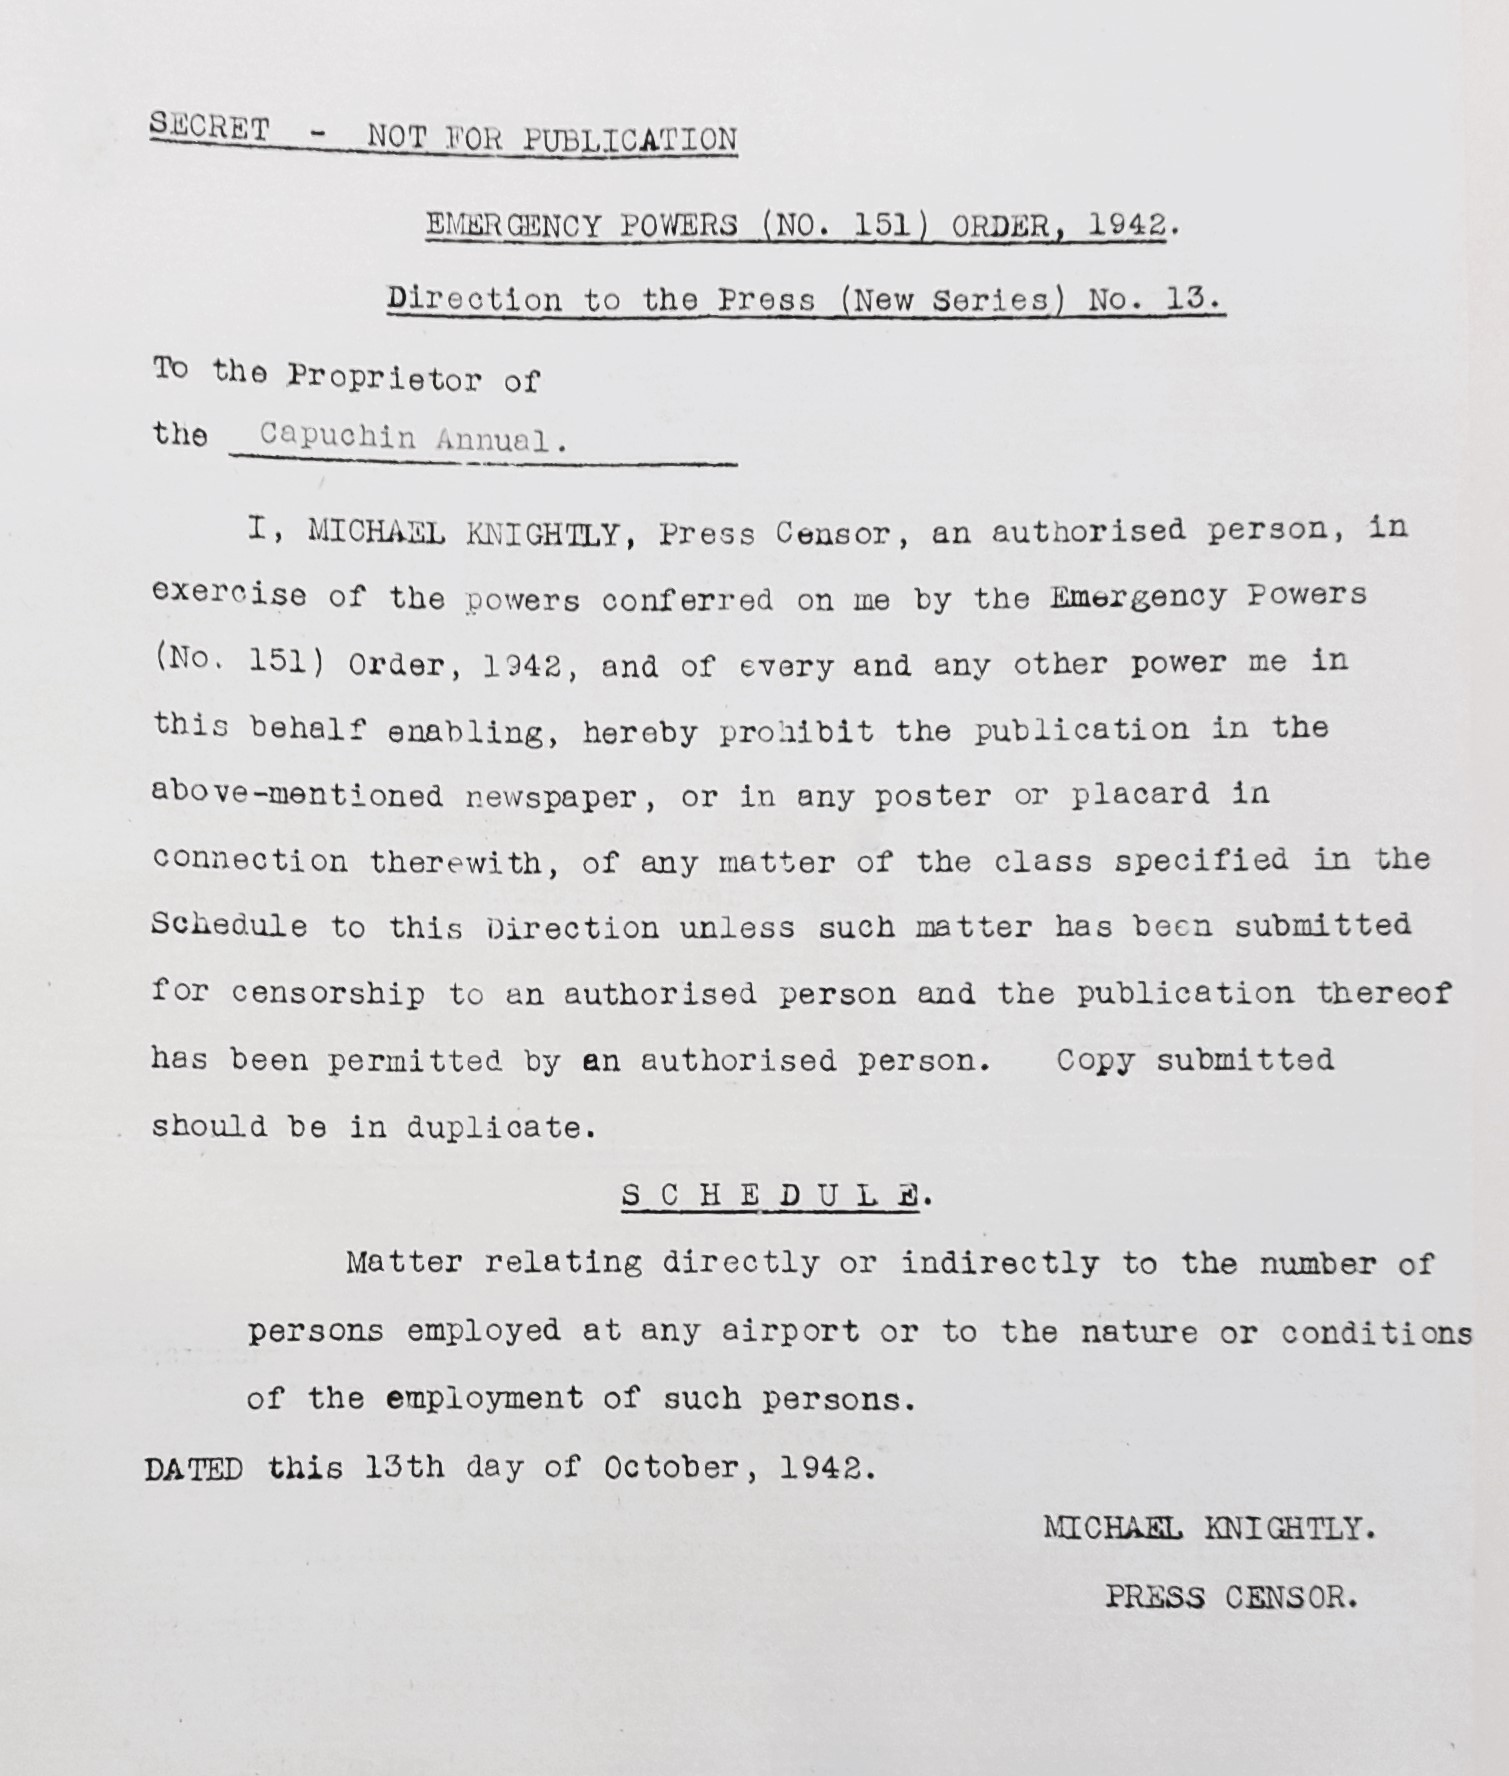 SECRET - NOT FOR PUBLICATION
EMERGENCY POWERS (NO. 151) ORDER, 1942.
Direction to the Press (New Series) No. 13.
To the Proprietor of
the Capuchin Annual.
I, MICHAEL KNIGHTLY, Press Censor, an authorised person, in
exercise of the powers conferred on me by the Emergency Powers
(No. 151) Order, 1942, and of every and any other power me in
this behalf enabling, hereby prohibit the publication in the
above-mentioned newspaper, or in any poster or placard in
connection therewith, of any matter of the class specified in the
Schedule to this Direction unless such matter has been submitted
for censorship to an authorised person and the publication thereof
has been permitted by an authorised person. Copy submitted
should be in duplicate.
S C H E D U L E.
Matter relating directly or indirectly to the number of
persons employed at any airport or to the nature or conditions
of the employment of such persons.
DATED this 13th day of October, 1942.
MICHAEL KNIGHTLY.
PRESS CENSOR.